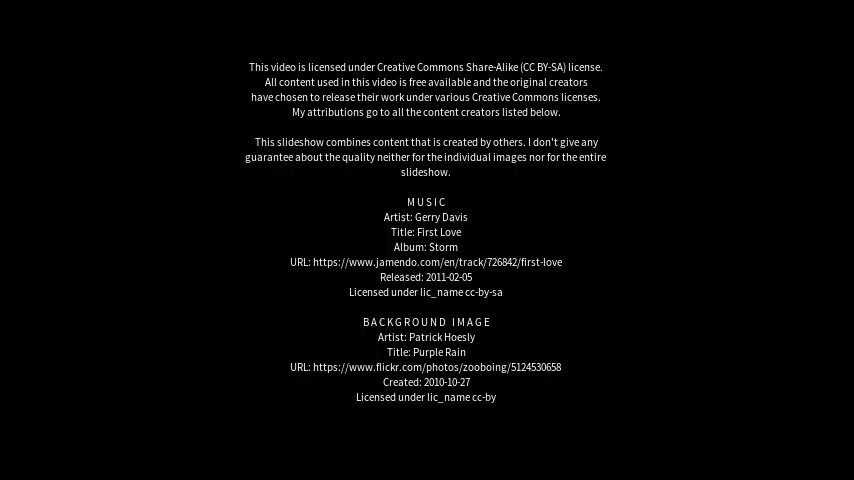 This video is licensed under Creative Commons Share-Alike (CC BY-SA) license.
All content used in this video is free available and the original creators
have chosen to release their work under various Creative Commons licenses.
My attributions go to all the content creators listed below.
This slideshow combines content that is created by others. I don't give any
guarantee about the quality neither for the individual images nor for the entire
slideshow.
MUSIC
Artist: Gerry Davis
Title: First Love
Album: Storm
URL: https://www.jamendo.com/en/track/726842/first-love
Released: 2011-02-05
Licensed under lic_name cc-by-sa
BACKGROUND IMAGE
Artist: Patrick Hoesly
Title: Purple Rain
URL: https://www.flickr.com/photos/zooboing/5124530658
Created: 2010-10-27
Licensed under lic_name cc-by